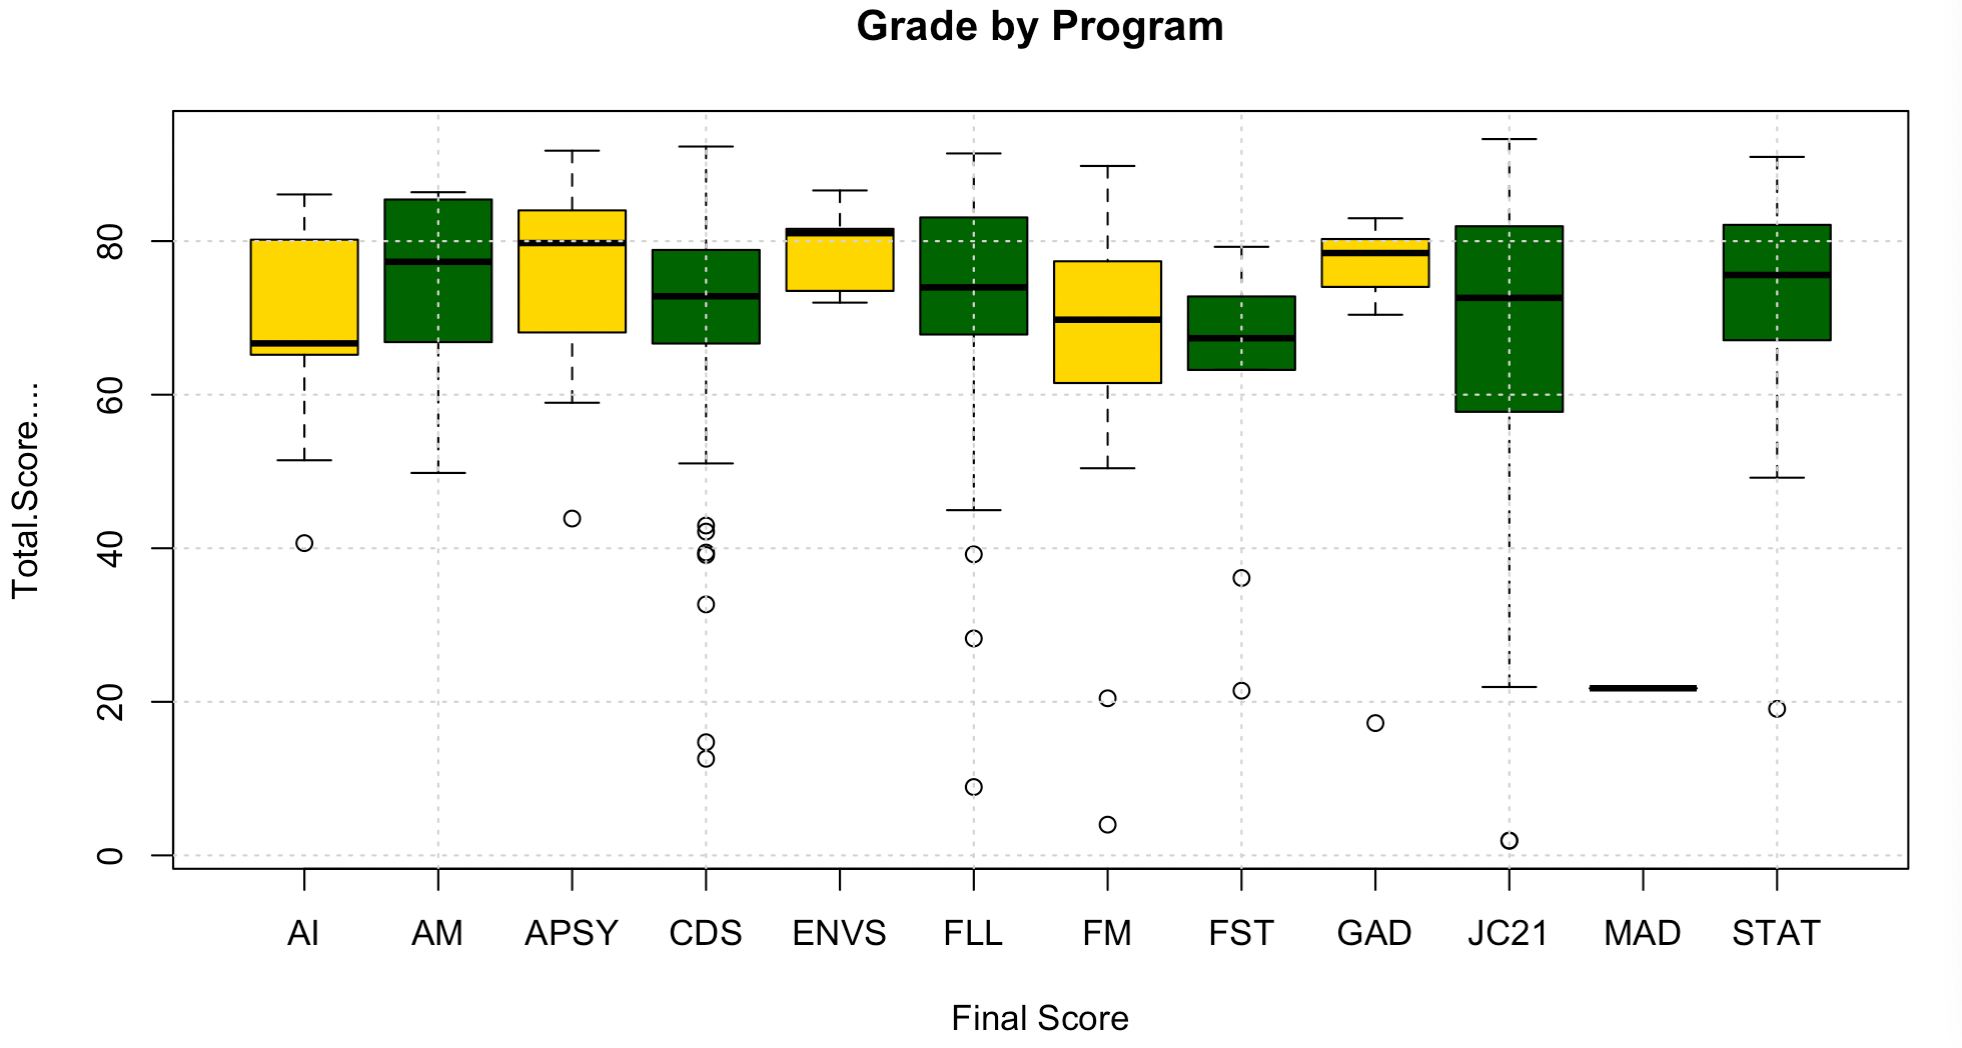 Grade by Program
Total.Score....
80
60
40
20
0
AI AM APSY CDS ENVS FLL FM FST GAD JC21 MAD STAT
Final Score